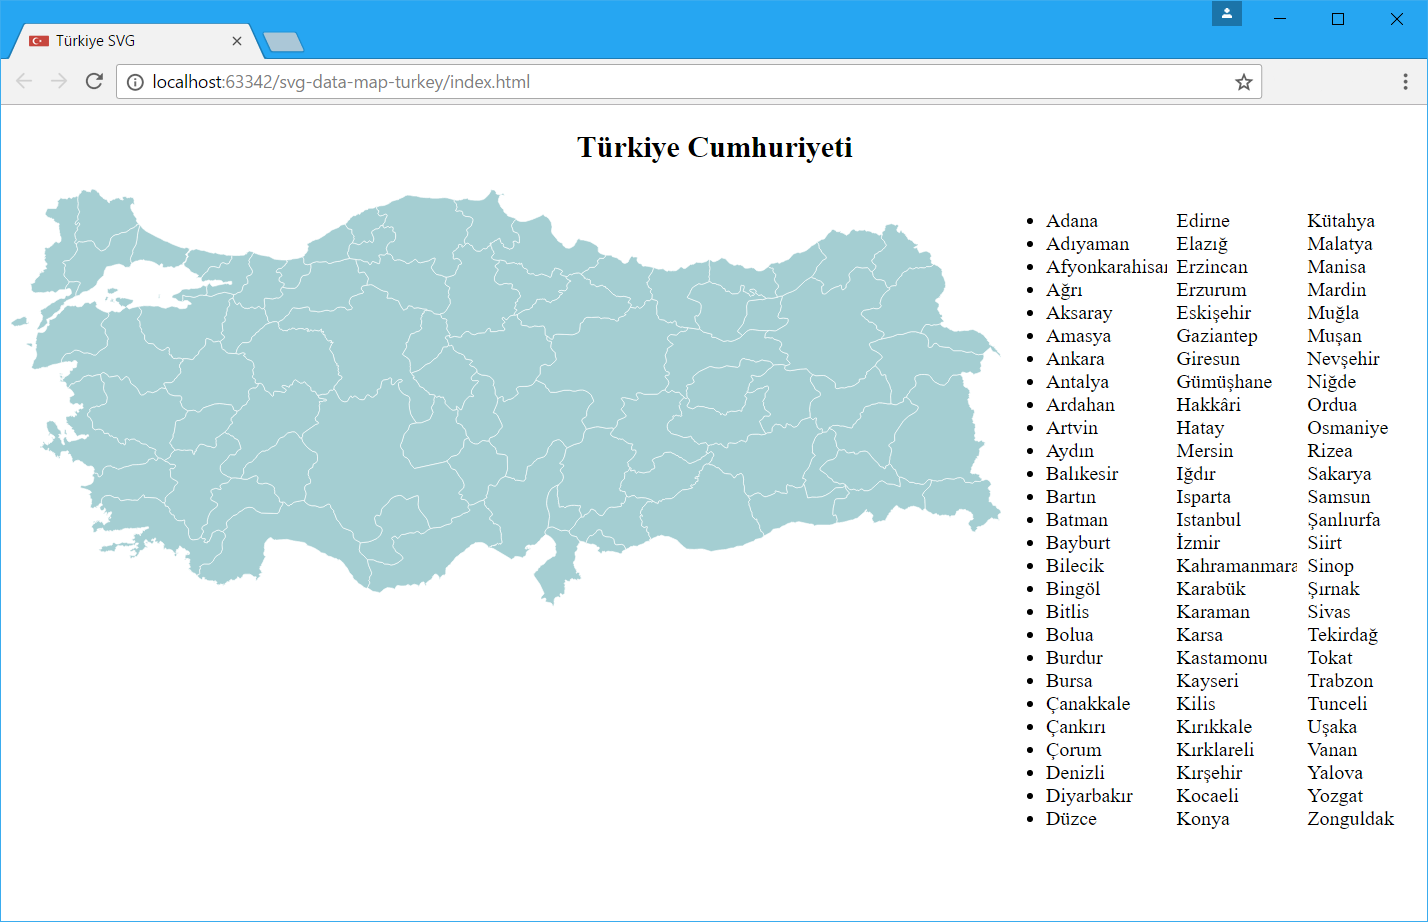 Türkiye SVG
localhost:63342/svg-data-map-turkey/index.html
Türkiye Cumhuriyeti
Adana
Adıyaman
Afyonkarahisar
Ağrı
Aksaray
Amasya
Ankara
Antalya
Ardahan
Artvin
Aydın
Balıkesir
Bartın
Batman
Bayburt
Bilecik
Bingöl
Bitlis
Bolua
Burdur
Bursa
Çanakkale
Çankırı
Çorum
Denizli
Diyarbakır
Düzce
Edirne
Elazığ
Erzincan
Erzurum
Eskişehir
Gaziantep
Giresun
Gümüşhane
Hakkâri
Hatay
Mersin
Iğdır
Isparta
Istanbul
İzmir
Kahramanmara
Karabük
Karaman
Karsa
Kastamonu
Kayseri
Kilis
Kırıkkale
Kırklareli
Kırşehir
Kocaeli
Konya
Kütahya
Malatya
Manisa
Mardin
Muğla
Muşan
Nevşehir
Niğde
Ordua
Osmaniye
Rizea
Sakarya
Samsun
Şanlıurfa
Siirt
Sinop
Şırnak
Sivas
Tekirdağ
Tokat
Trabzon
Tunceli
Uşaka
Vanan
Yalova
Yozgat
Zonguldak